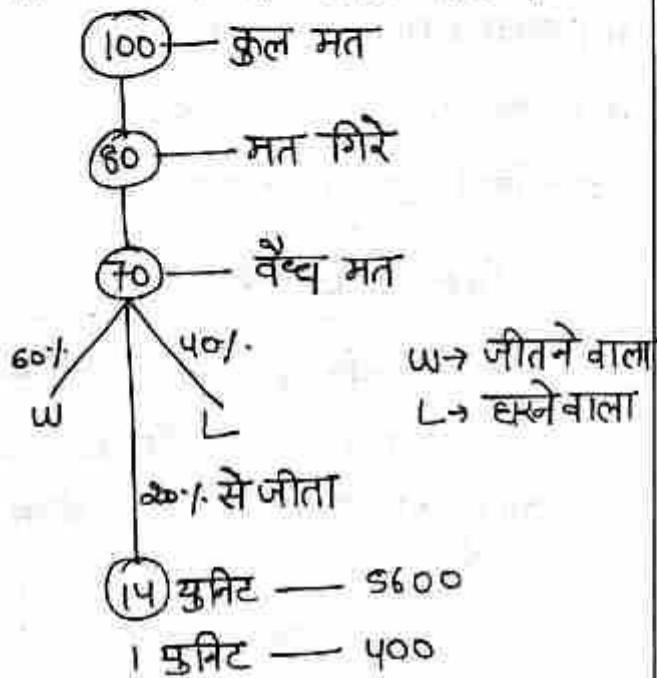 100 — कुल मत
80 — मत गिरे
70 — वैध्य मत
60% 40% W→ जीतने वाला
W L L→ हारने वाला
20% से जीता
14 युनिट — 5600
1 युनिट — 400